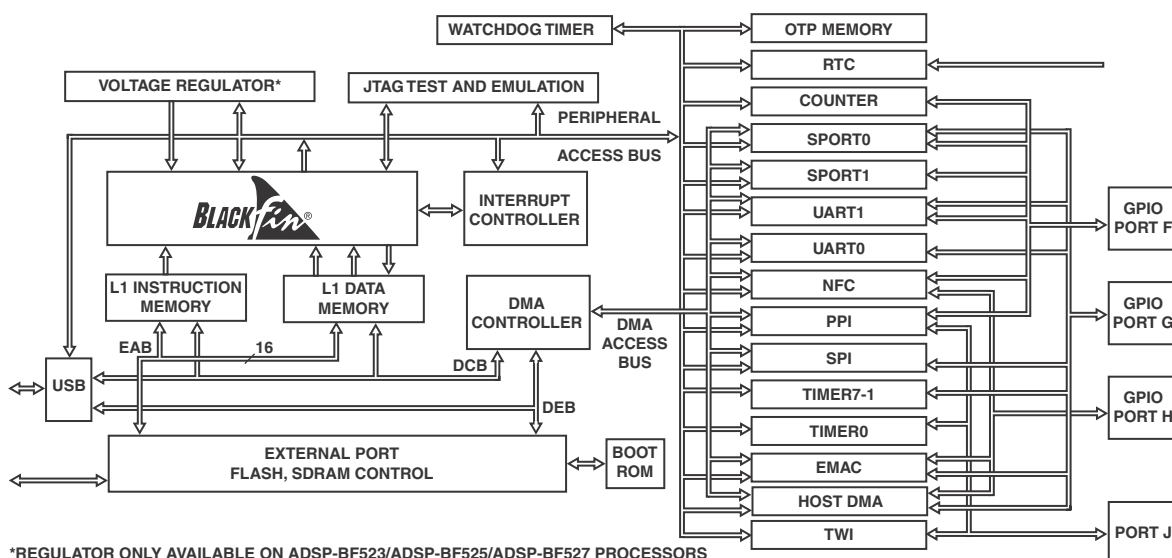 WATCHDOG TIMER
OTP MEMORY
RTC
VOLTAGE REGULATOR*
JTAG TEST AND EMULATION
COUNTER
PERIPHERAL
ACCESS BUS
SPORT0
SPORT1
BLACKfin®
INTERRUPT
CONTROLLER
UART1
GPIO
PORT F
UART0
L1 INSTRUCTION
MEMORY
L1 DATA
MEMORY
DMA
CONTROLLER
NFC
DMA
ACCESS
BUS
PPI
GPIO
PORT G
EAB
16
DCB
SPI
USB
TIMER7-1
DEB
GPIO
PORT H
TIMER0
EXTERNAL PORT
FLASH, SDRAM CONTROL
BOOT
ROM
EMAC
HOST DMA
TWI
PORT J
*REGULATOR ONLY AVAILABLE ON ADSP-BF523/ADSP-BF525/ADSP-BF527 PROCESSORS